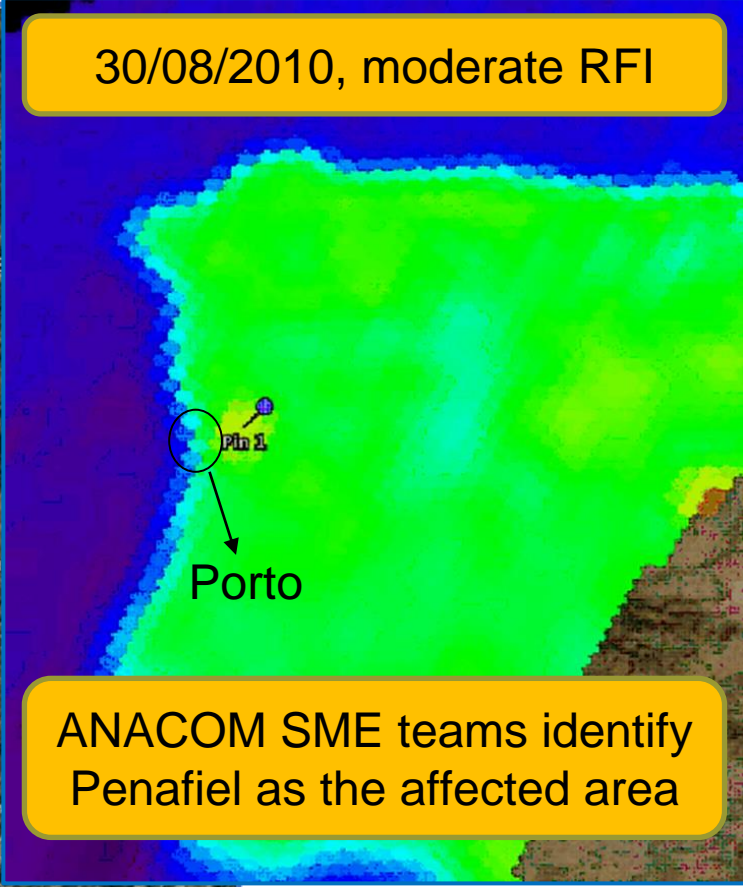 30/08/2010, moderate RFI
Pin 1
Porto
ANACOM SME teams identify
Penafiel as the affected area